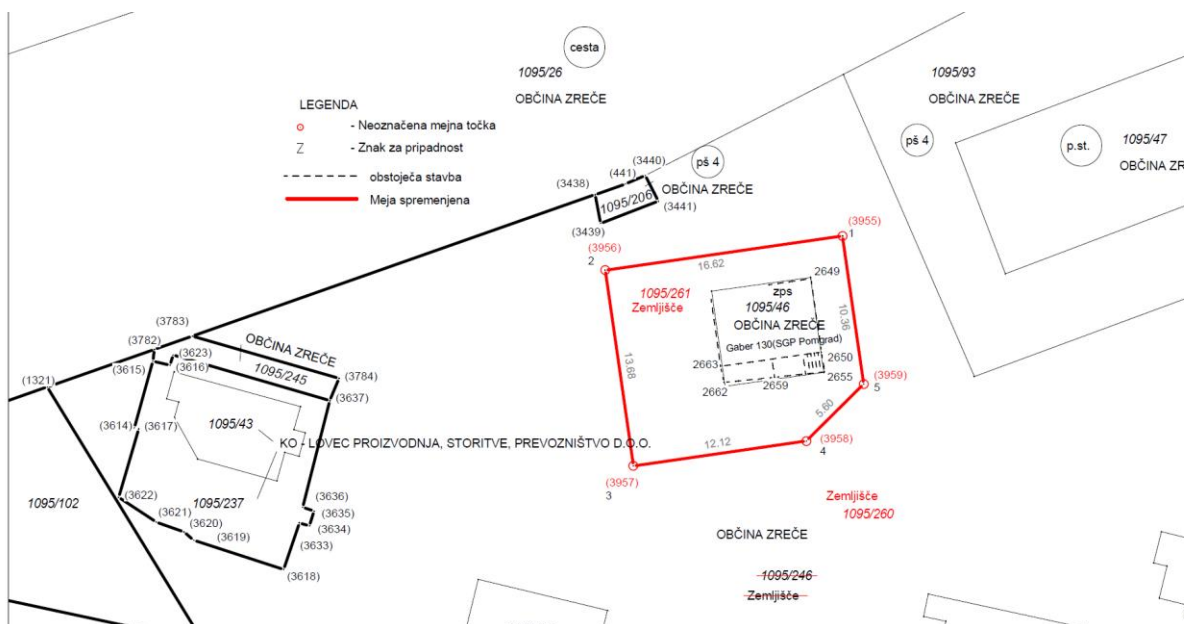 cesta
1095/26
OBČINA ZREČE
LEGENDA
- Neoznačena mejna točka
Z - Znak za pripadnost
obstoječa stavba
Meja spremenjena
1095/93
OBČINA ZREČE
pš 4
p.st.
1095/47
OBČINA ZR
pš 4
(3440)
(441)
(3438)
OBČINA ZREČE
1095/206
(3441)
(3439)
(3955)
1
(3956)
2
16.62
2649
1095/261
Zemljišče
zps
1095/46
OBČINA ZREČE
Gaber 130(SGP Pomgrad)
10.36
13.68
2663
2650
2655
2662
2659
(3959)
5
5.60
12.12
(3958)
4
(3957)
3
(3783)
(3782)
OBČINA ZREČE
(3623)
(3616)
(3615)
1095/245
(3784)
(1321)
(3637)
(3614)
(3617)
1095/43
KO - LOVEC PROIZVODNJA, STORITVE, PREVOZNIŠTVO D.O.O.
1095/102
(3622)
1095/237
(3636)
(3635)
(3621)
(3620)
(3634)
(3619)
(3633)
(3618)
Zemljišče
1095/260
OBČINA ZREČE
1095/246
Zemljišče